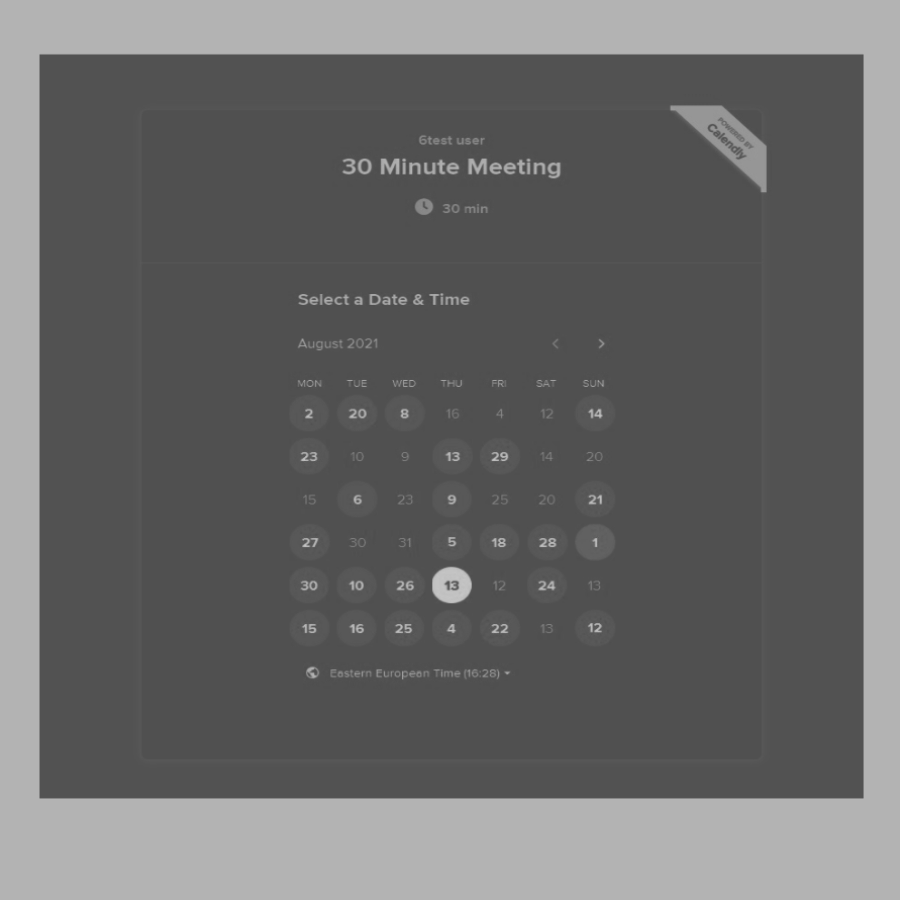 POWERED BY
Calendly
6test user
30 Minute Meeting
30 min
Select a Date & Time
August 2021
MON TUE WED THU FRI SAT SUN
2 20 8 16 4 12 14
23 10 9 13 29 14 20
15 6 23 9 25 20 21
27 30 31 5 18 28 1
30 10 26 13 12 24 13
15 16 25 4 22 13 12
Eastern European Time (16:28)